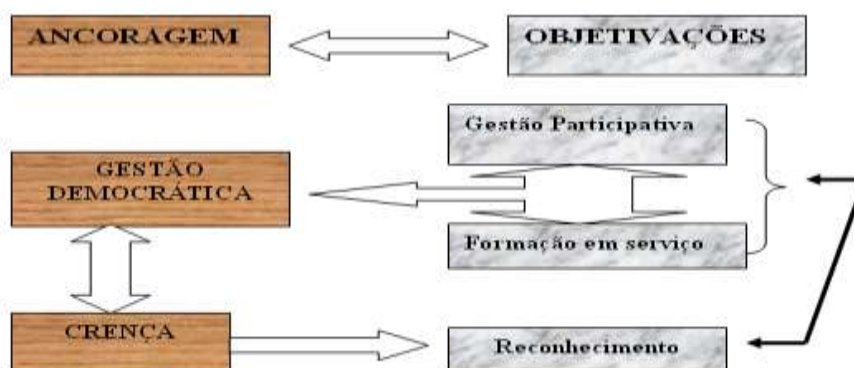 ANCORAGEM
OBJETIVAÇÕES
Gestão Participativa
GESTÃO
DEMOCRÁTICA
Formação em serviço
CRENÇA
Reconhecimento